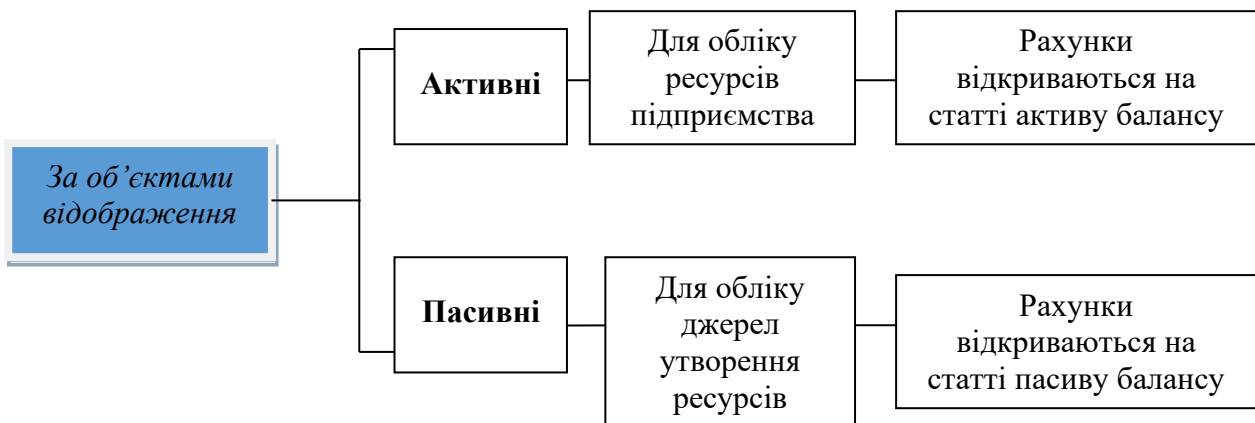 За об’єктами
відображення
Активні
Для обліку
ресурсів
підприємства
Рахунки
відкриваються на
статті активу балансу
Пасивні
Для обліку
джерел
утворення
ресурсів
Рахунки
відкриваються на
статті пасиву балансу